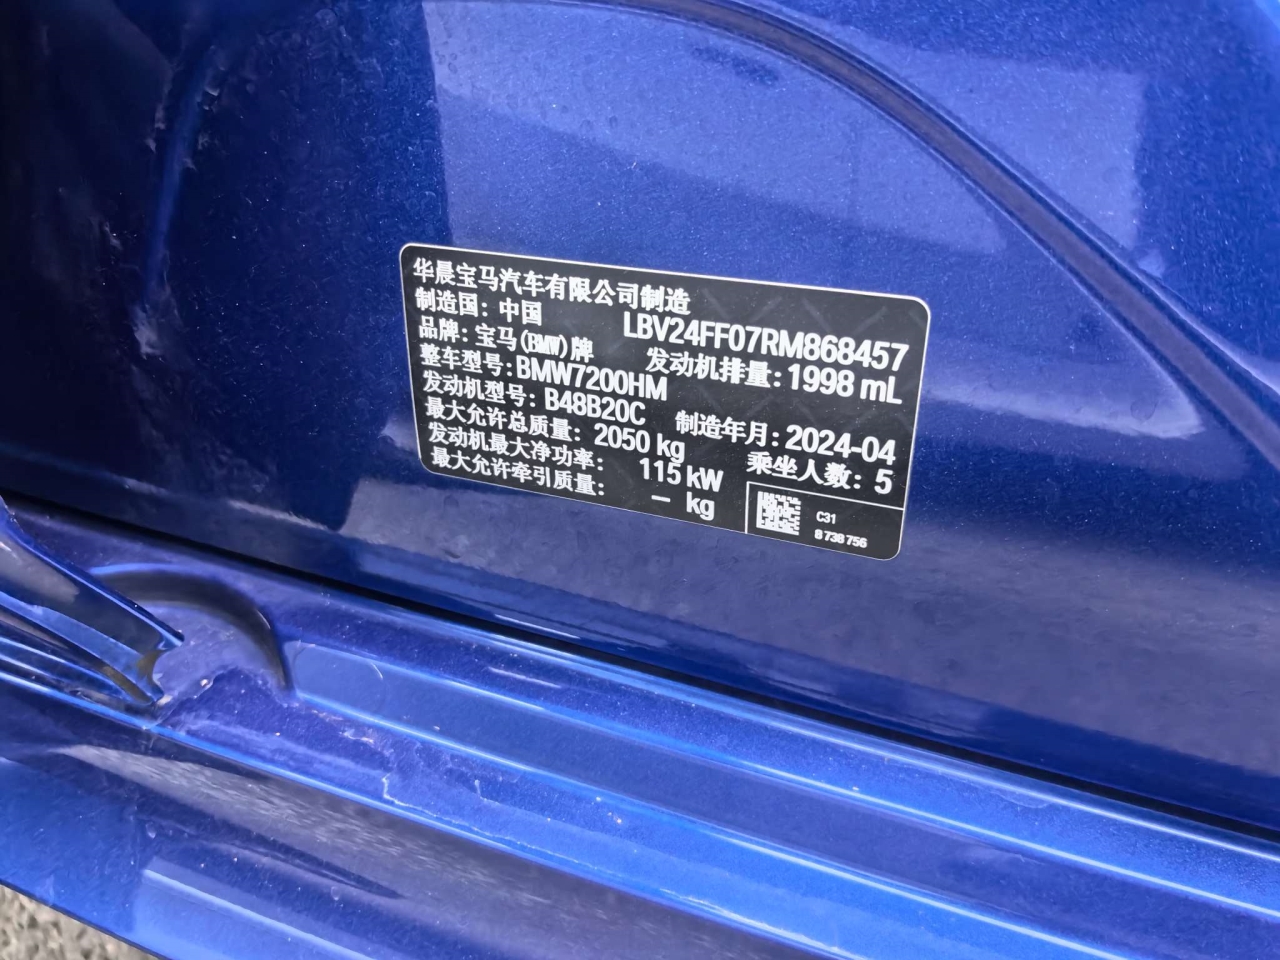 华晨宝马汽车有限公司制造
制造国：中国 LBV24FF07RM868457
品牌：宝马(BMW)牌 发动机排量：1998 mL
整车型号：BMW7200HM
发动机型号：B48B20C 制造年月：2024-04
最大允许总质量：2050 kg 乘坐人数：5
发动机最大净功率：115 kW
最大允许牵引质量：— kg
C31
8 738 756